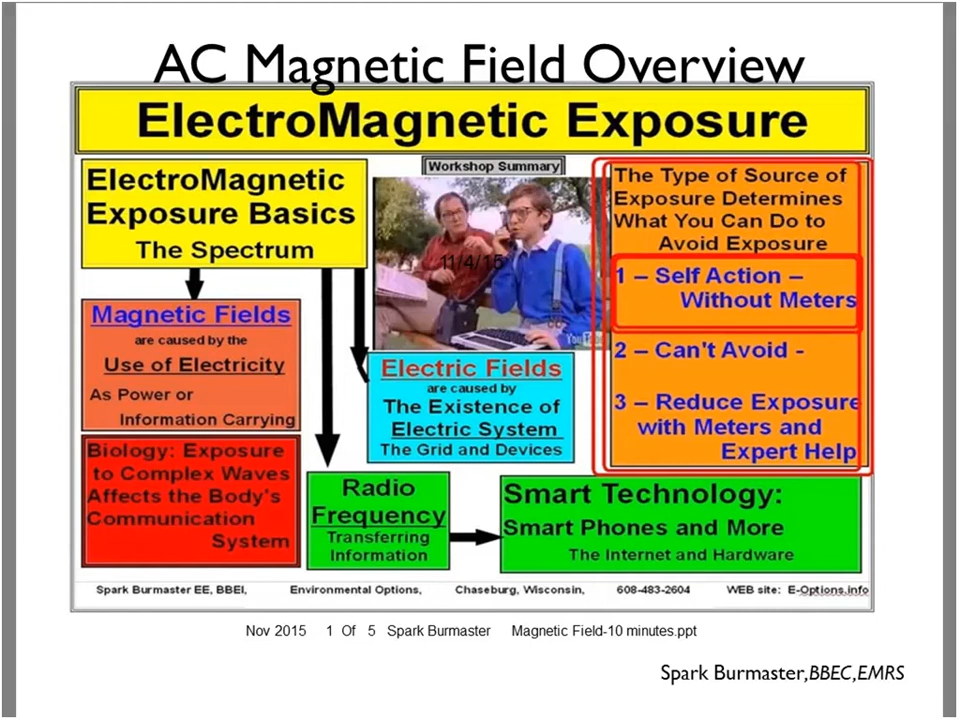 AC Magnetic Field Overview
ElectroMagnetic Exposure
ElectroMagnetic
Exposure Basics
The Spectrum
Workshop Summary
11/4/15
YouTube
The Type of Source of
Exposure Determines
What You Can Do to
Avoid Exposure
1 – Self Action –
Without Meters
2 – Can't Avoid -
3 – Reduce Exposure
with Meters and
Expert Help
Magnetic Fields
are caused by the
Use of Electricity
As Power or
Information Carrying
Electric Fields
are caused by
The Existence of
Electric System
The Grid and Devices
Biology: Exposure
to Complex Waves
Affects the Body's
Communication
System
Radio
Frequency
Transferring
Information
Smart Technology:
Smart Phones and More
The Internet and Hardware
Spark Burmaster EE, BBEI, Environmental Options, Chaseburg, Wisconsin, 608-483-2604 WEB site: E-Options.info
Nov 2015 1 Of 5 Spark Burmaster Magnetic Field-10 minutes.ppt
Spark Burmaster,BBEC,EMRS